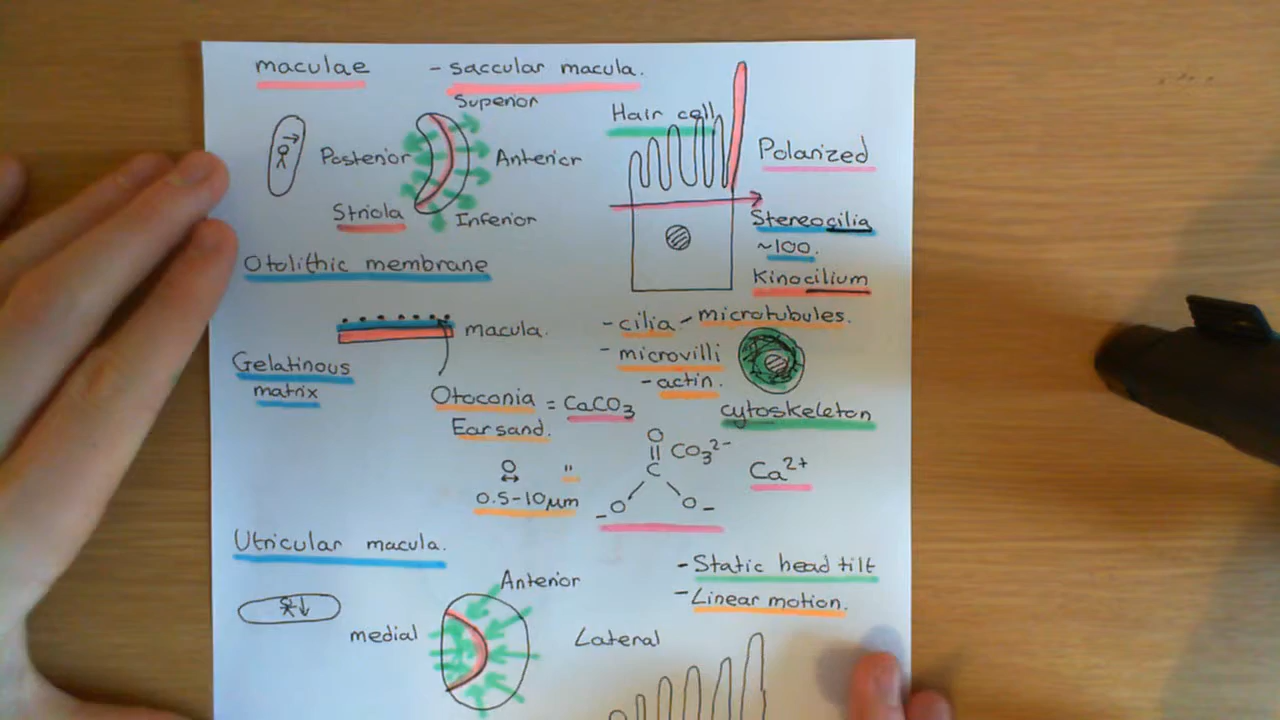 maculae - saccular macula.
Superior
Hair cell
Posterior Anterior
Polarized
Striola
Inferior
Stereocilia
~100.
Kinocilium
Otolithic membrane
macula.
- cilia - microtubules.
- microvilli
- actin.
Gelatinous
matrix
Otoconia = CaCO3
Ear sand.
cytoskeleton
O
||
C
-O O-
CO3 2-
Ca2+
"
0.5-10μm
Utricular macula.
- Static head tilt
- Linear motion.
Anterior
medial Lateral